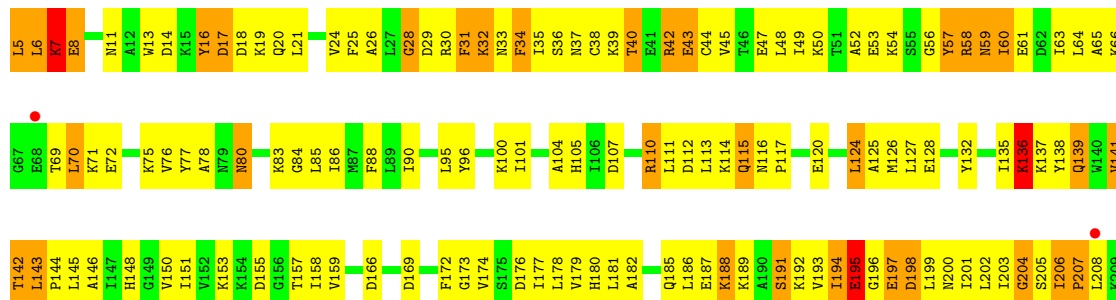 L5 L6 K7 E8 N11 A12 W13 D14 K15 Y16 D17 D18 K19 Q20 L21 V24 F25 A26 L27 G28 D29 R30 F31 K32 N33 F34 I35 S36 N37 C38 K39 T40 E41 R42 E43 C44 V45 T46 E47 L48 I49 K50 T51 A52 E53 K54 S55 G56 Y57 R58 N59 I60 E61 D62 I63 L64 A65 K66
G67 E68 T69 L70 K71 E72 K75 V76 Y77 A78 N79 N80 K83 G84 L85 I86 M87 F88 L89 I90 L95 Y96 K100 I101 A104 H105 I106 D107 R110 L111 D112 L113 K114 Q115 N116 P117 E120 L124 A125 M126 L127 E128 Y132 I135 K136 K137 Y138 Q139 W140 V141
T142 L143 P144 L145 A146 I147 H148 G149 V150 I151 V152 K153 K154 D155 G156 T157 I158 V159 D166 D169 F172 G173 V174 S175 D176 I177 L178 V179 H180 L181 A182 Q185 L186 E187 K188 K189 A190 S191 K192 V193 I194 E195 G196 E197 D198 L199 N200 I201 L202 I203 G204 S205 I206 P207 L208 K209